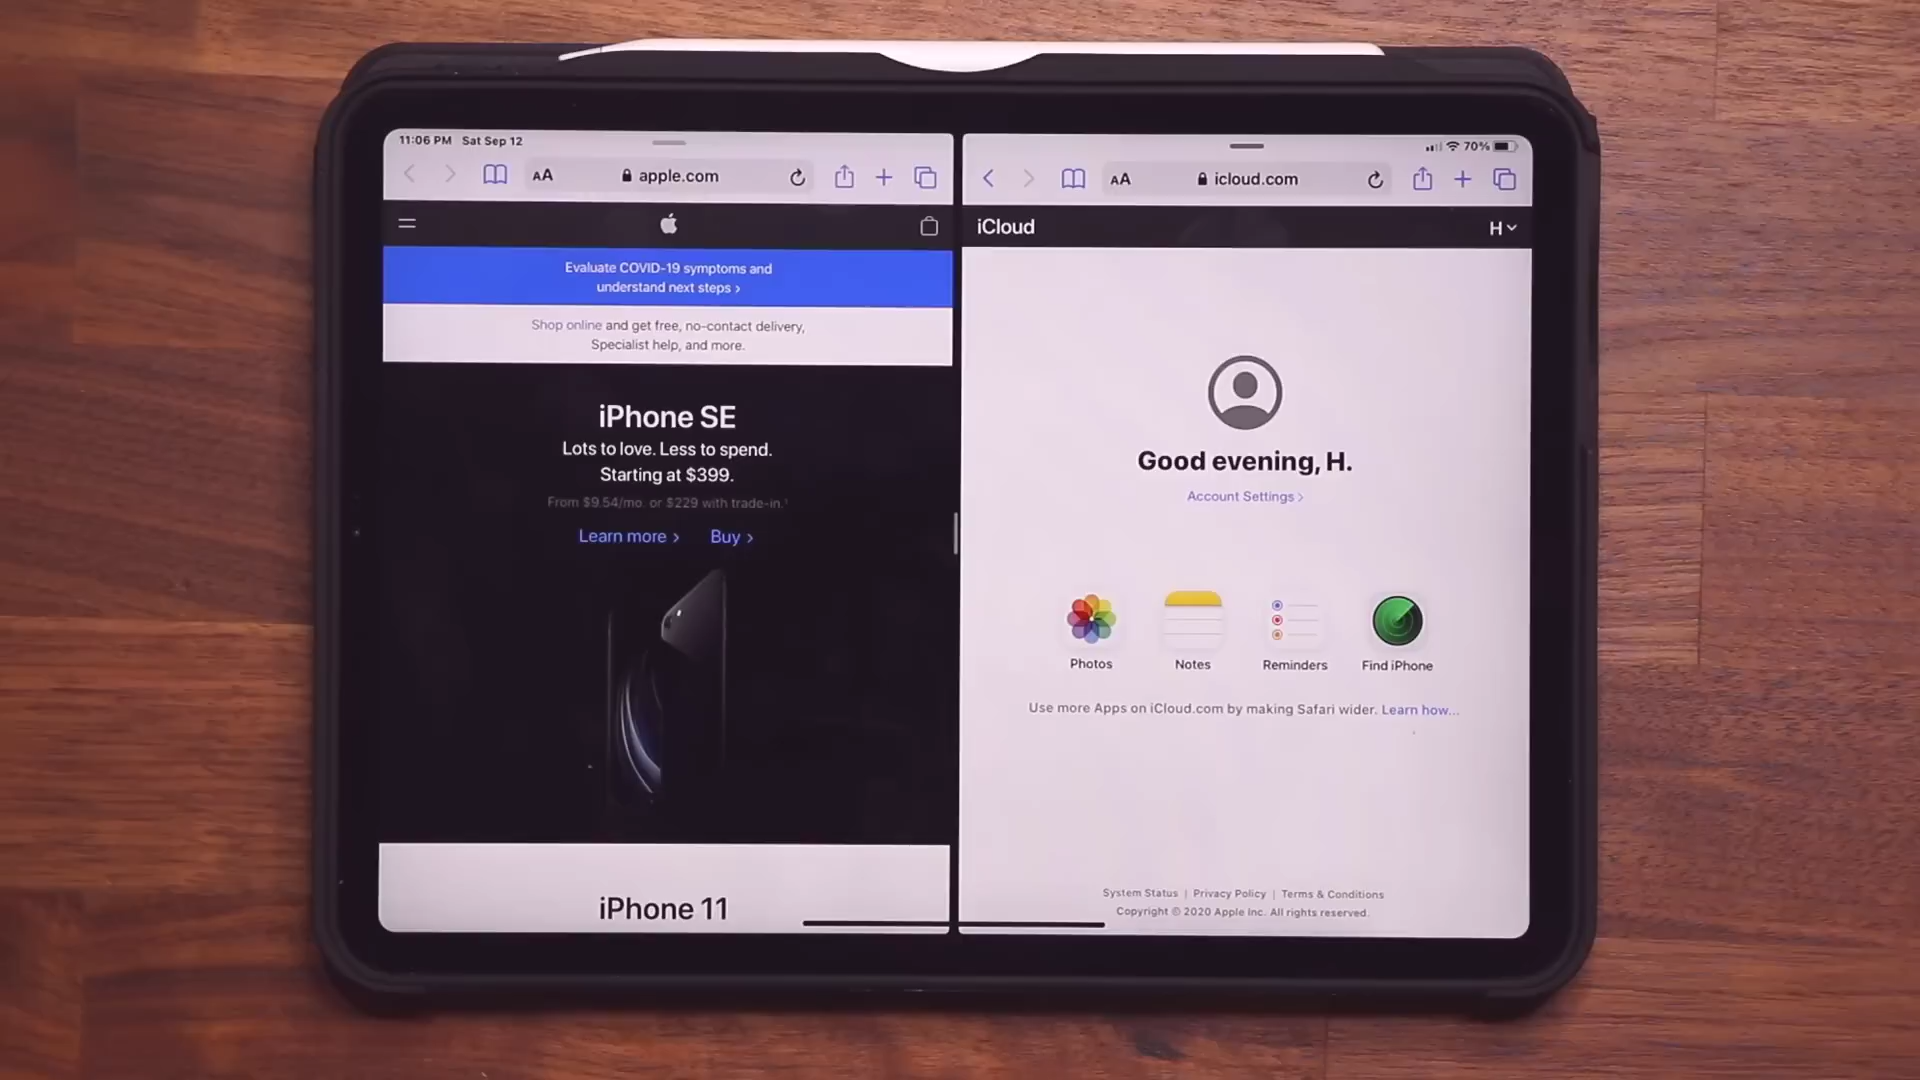 11:06 PM Sat Sep 12
AA apple.com
Evaluate COVID-19 symptoms and
understand next steps >
Shop online and get free, no-contact delivery,
Specialist help, and more.
iPhone SE
Lots to love. Less to spend.
Starting at $399.
From $9.54/mo. or $229 with trade-in.¹
Learn more > Buy >
iPhone 11
70%
AA icloud.com
iCloud
H
Good evening, H.
Account Settings >
Photos Notes Reminders Find iPhone
Use more Apps on iCloud.com by making Safari wider. Learn how...
System Status | Privacy Policy | Terms & Conditions
Copyright © 2020 Apple Inc. All rights reserved.